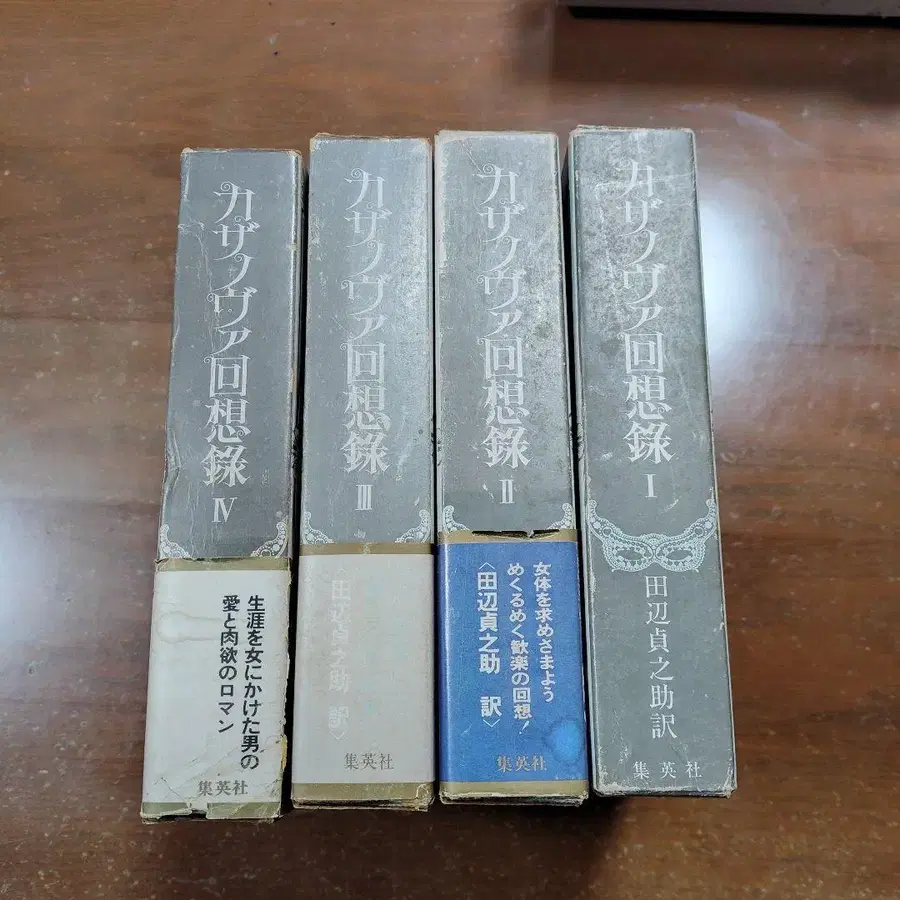 カザノヴァ回想錄
I
田辺貞之助訳
集英社
カザノヴァ回想錄
II
女体を求めさまよう
めくるめく歓楽の回想!
〈田辺貞之助 訳〉
集英社
カザノヴァ回想錄
III
〈田辺貞之助 訳〉
集英社
カザノヴァ回想錄
IV
生涯を女にかけた男の
愛と肉欲のロマン
集英社